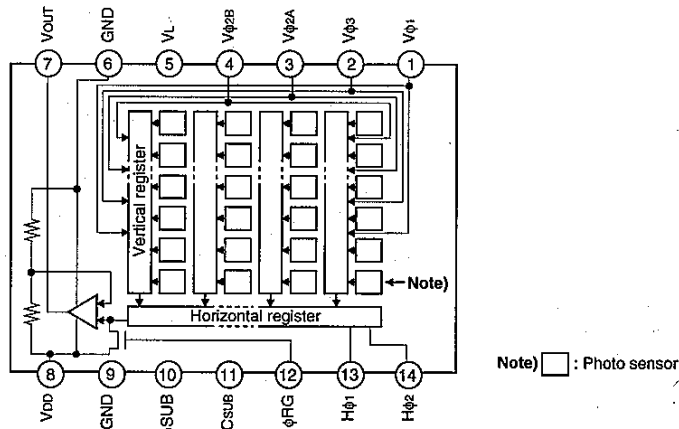 VOUT GND VL Vφ2B Vφ2A Vφ3 Vφ1
7 6 5 4 3 2 1
Vertical register
Note)
Horizontal register
Note) : Photo sensor
8 9 10 11 12 13 14
VDD GND SUB CSUB φRG Hφ1 Hφ2